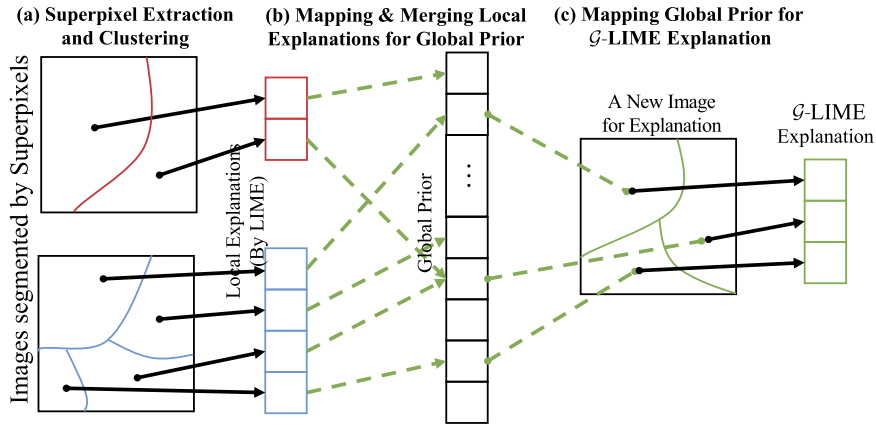 (a) Superpixel Extraction
and Clustering
(b) Mapping & Merging Local
Explanations for Global Prior
(c) Mapping Global Prior for
𝒢-LIME Explanation
Images segmented by Superpixels
Local Explanations
(By LIME)
Global Prior
...
A New Image
for Explanation
𝒢-LIME
Explanation